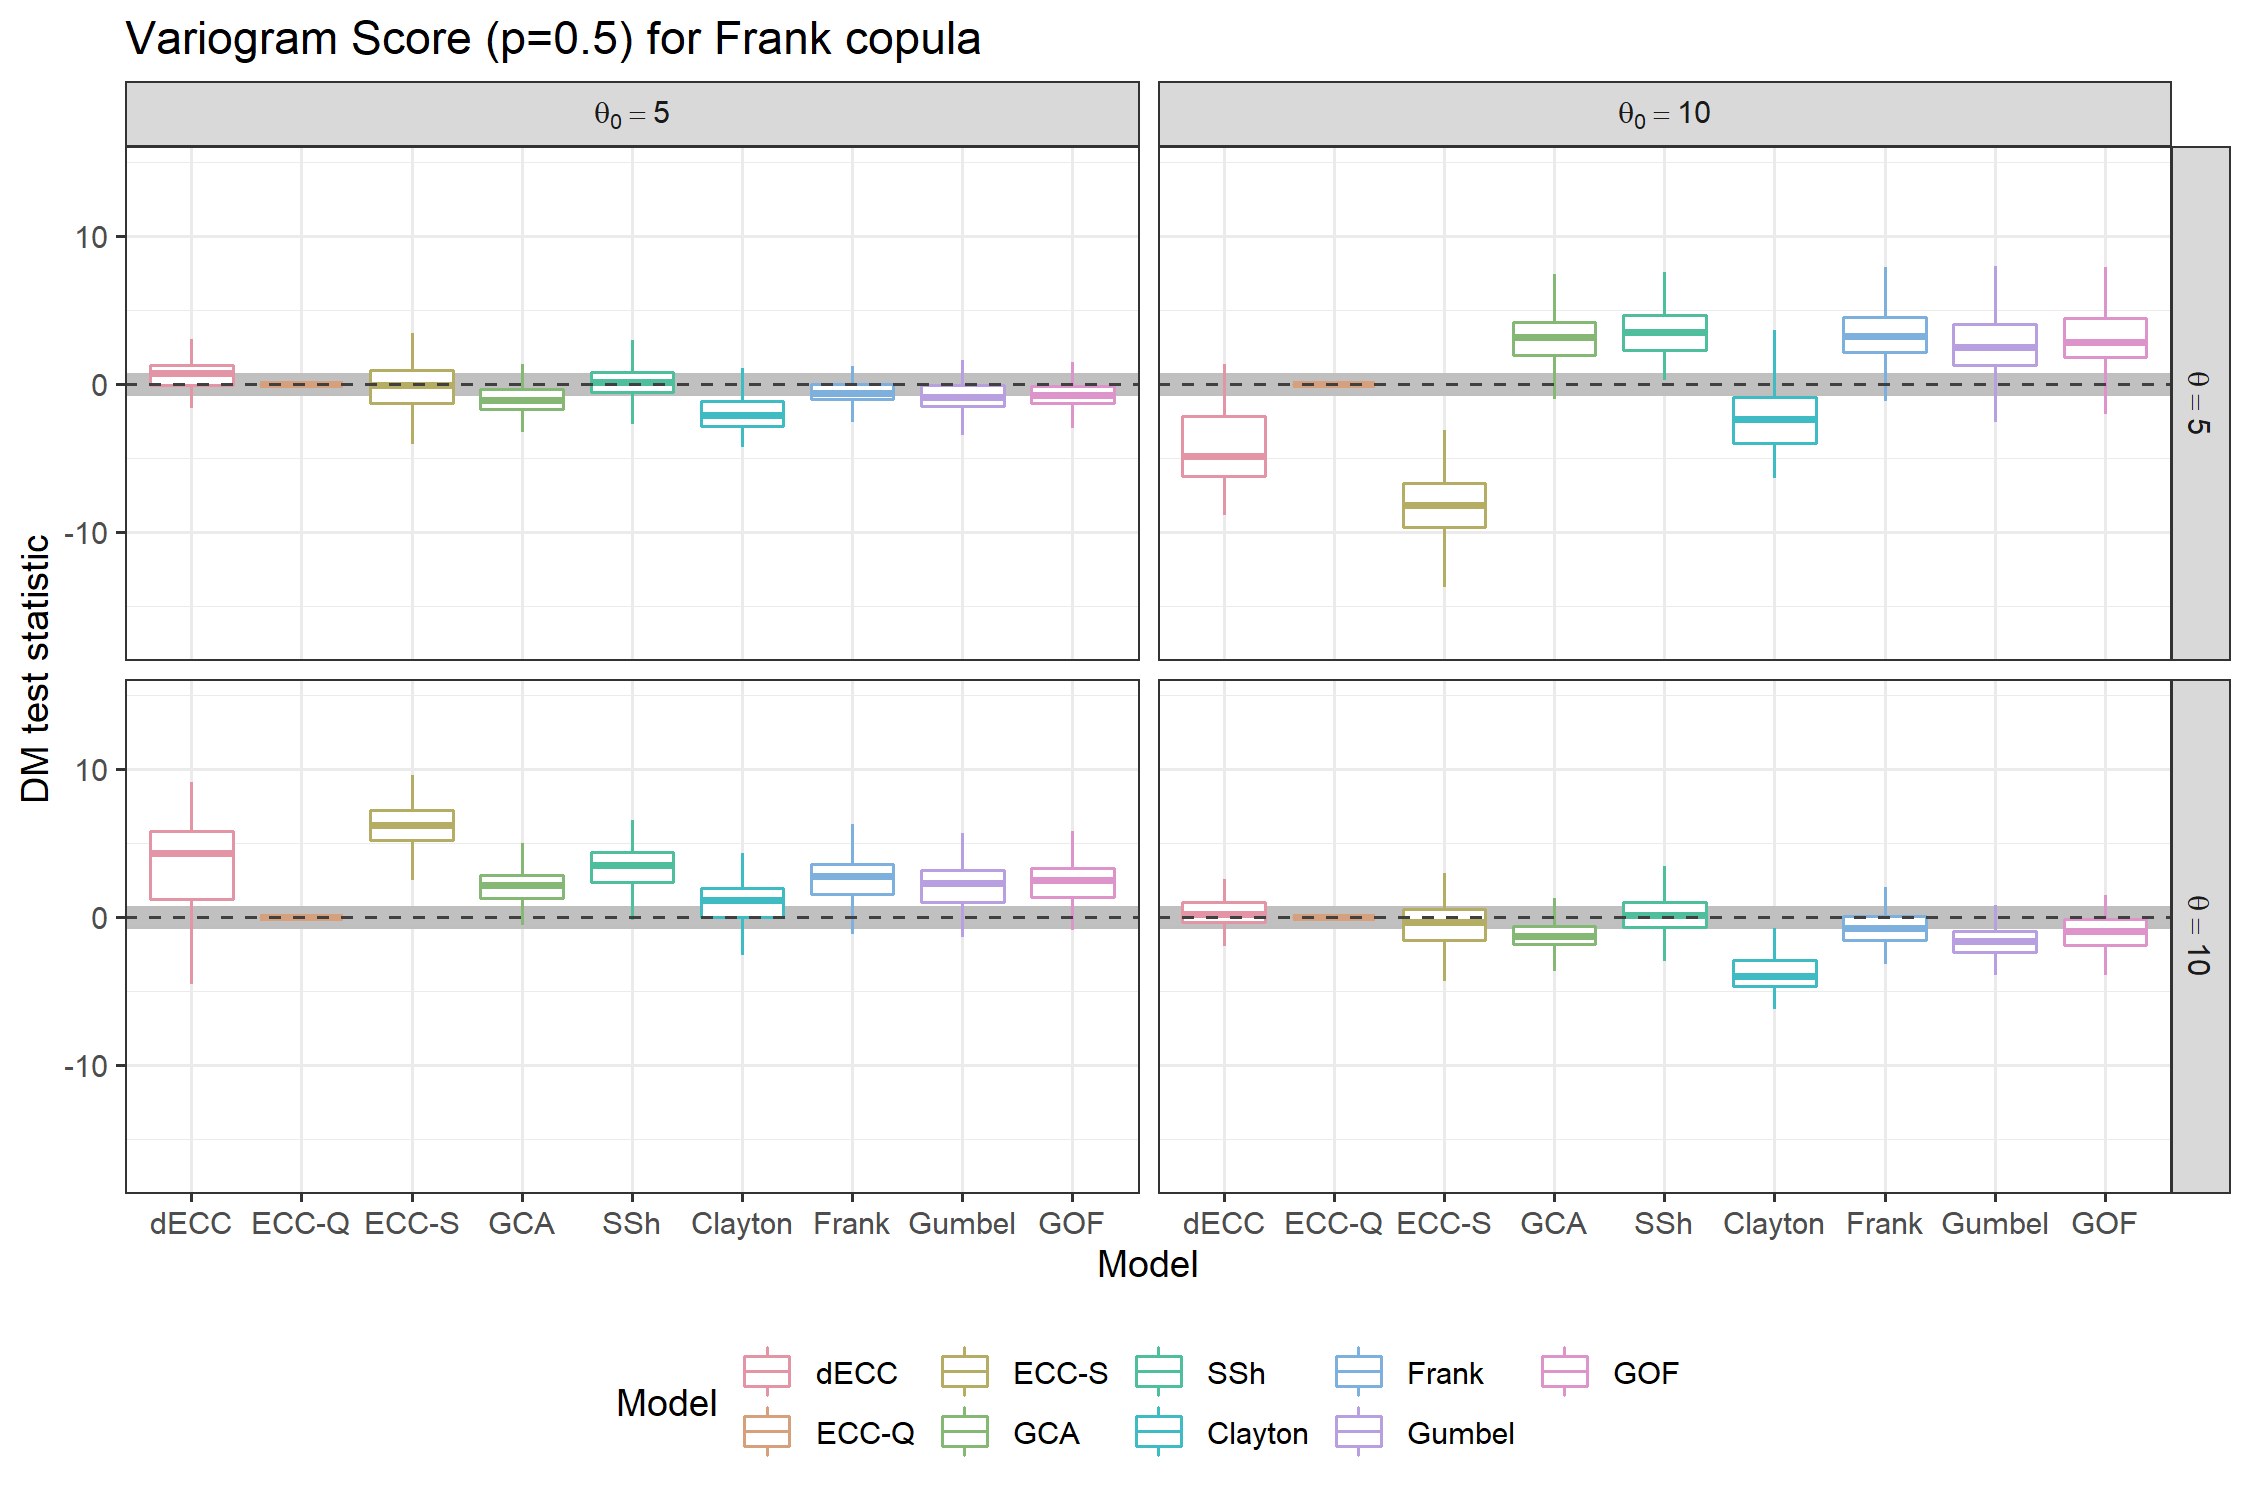 Variogram Score (p=0.5) for Frank copula
θ₀ = 5
θ₀ = 10
10
0
-10
θ = 5
10
0
-10
θ = 10
DM test statistic
dECC ECC-Q ECC-S GCA SSh Clayton Frank Gumbel GOF
dECC ECC-Q ECC-S GCA SSh Clayton Frank Gumbel GOF
Model
Model
dECC ECC-S SSh Frank GOF
ECC-Q GCA Clayton Gumbel